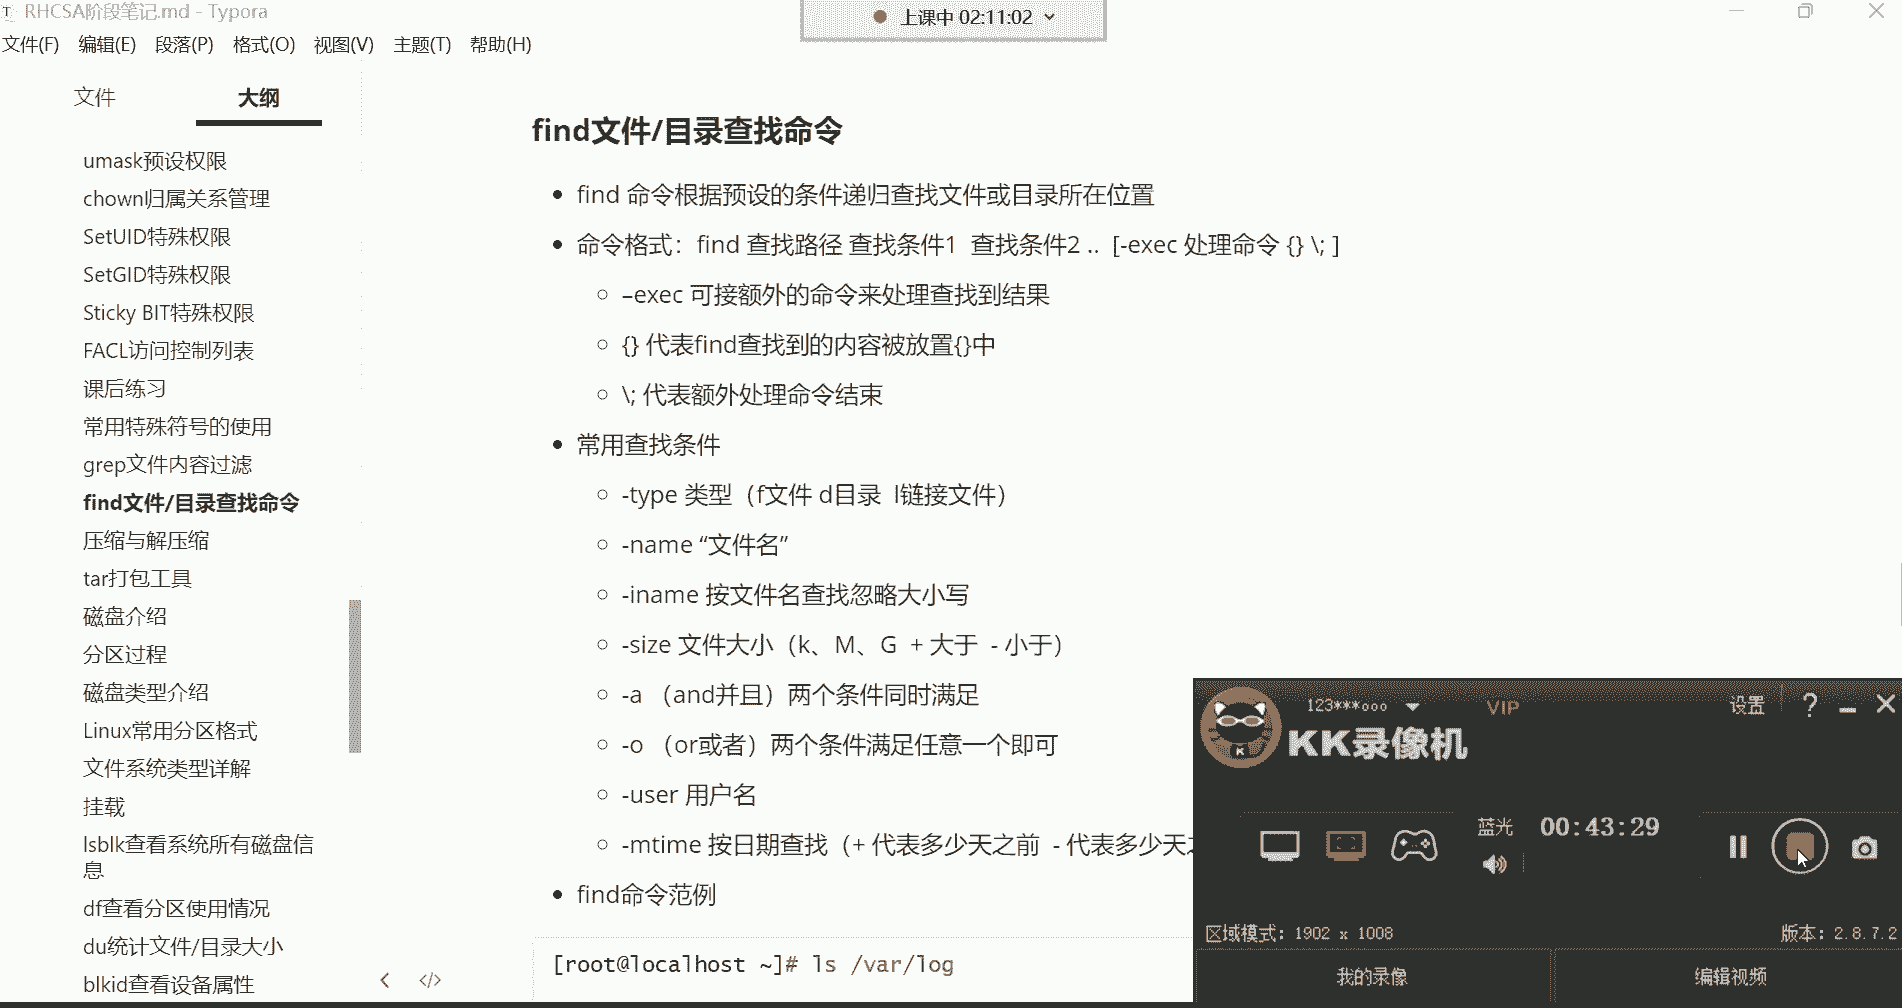 RHCSA阶段笔记.md - Typora
上课中 02:11:02
文件(F) 编辑(E) 段落(P) 格式(O) 视图(V) 主题(T) 帮助(H)
文件 大纲
umask预设权限
chown归属关系管理
SetUID特殊权限
SetGID特殊权限
Sticky BIT特殊权限
FACL访问控制列表
课后练习
常用特殊符号的使用
grep文件内容过滤
find文件/目录查找命令
压缩与解压缩
tar打包工具
磁盘介绍
分区过程
磁盘类型介绍
Linux常用分区格式
文件系统类型详解
挂载
lsblk查看系统所有磁盘信
息
df查看分区使用情况
du统计文件/目录大小
blkid查看设备属性
find文件/目录查找命令
find 命令根据预设的条件递归查找文件或目录所在位置
命令格式：find 查找路径 查找条件1 查找条件2 .. [-exec 处理命令 {} \; ]
–exec 可接额外的命令来处理查找到结果
{} 代表find查找到的内容被放置{}中
\; 代表额外处理命令结束
常用查找条件
-type 类型（f文件 d目录 l链接文件）
-name “文件名”
-iname 按文件名查找忽略大小写
-size 文件大小（k、M、G + 大于 - 小于）
-a （and并且）两个条件同时满足
-o （or或者）两个条件满足任意一个即可
-user 用户名
-mtime 按日期查找（+ 代表多少天之前 - 代表多少天之
find命令范例
[root@localhost ~]# ls /var/log
123***ooo VIP 设置 ?
KK录像机
蓝光 00:43:29
区域模式：1902 x 1008 版本：2.8.7.2
我的录像 编辑视频